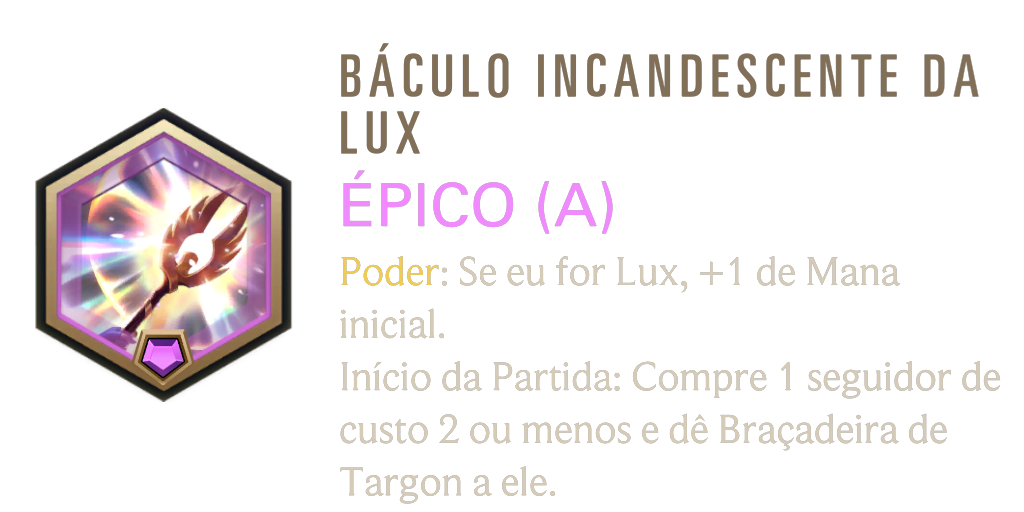 BÁCULO INCANDESCENTE DA
LUX
ÉPICO (A)
Poder: Se eu for Lux, +1 de Mana
inicial.
Início da Partida: Compre 1 seguidor de
custo 2 ou menos e dê Braçadeira de
Targon a ele.